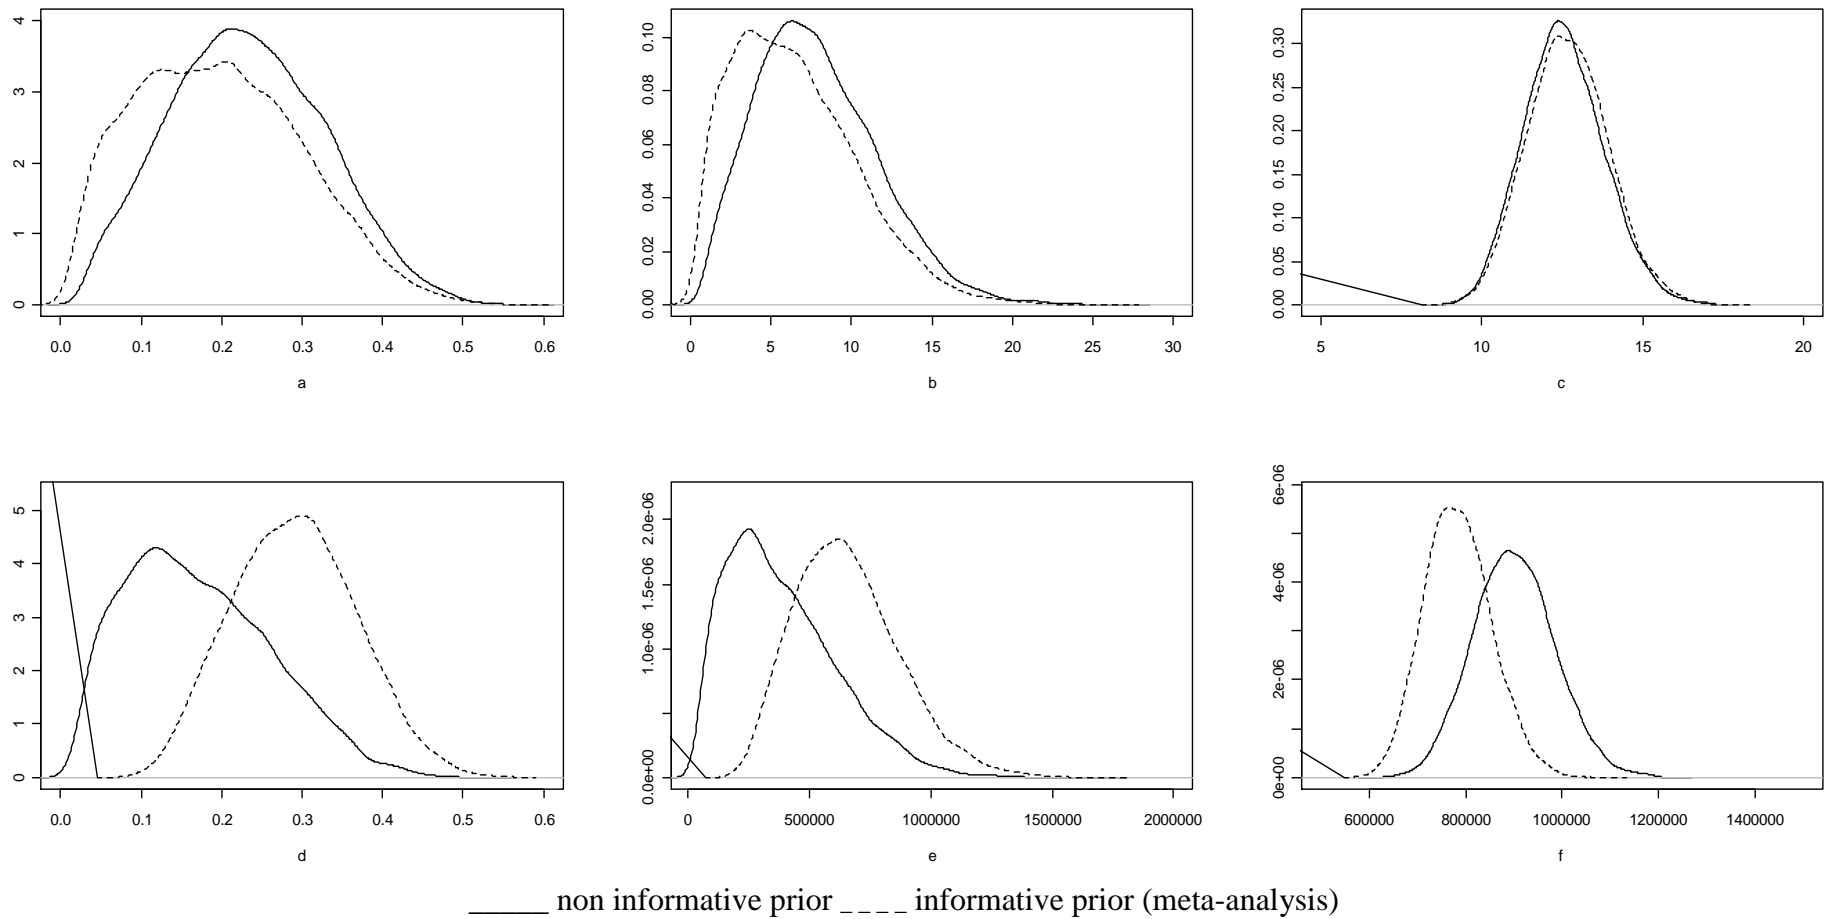 0 1 2 3 4
0.0 0.1 0.2 0.3 0.4 0.5 0.6
a
0.00 0.02 0.04 0.06 0.08 0.10
0 5 10 15 20 25 30
b
0.00 0.05 0.10 0.15 0.20 0.25 0.30
5 10 15 20
c
0 1 2 3 4 5
0.0 0.1 0.2 0.3 0.4 0.5 0.6
d
0.0e+00 1.0e-06 1.5e-06 2.0e-06
0 500000 1000000 1500000 2000000
e
0e+00 2e-06 4e-06 6e-06
600000 800000 1000000 1200000 1400000
f
_____ non informative prior _ _ _ _ informative prior (meta-analysis)